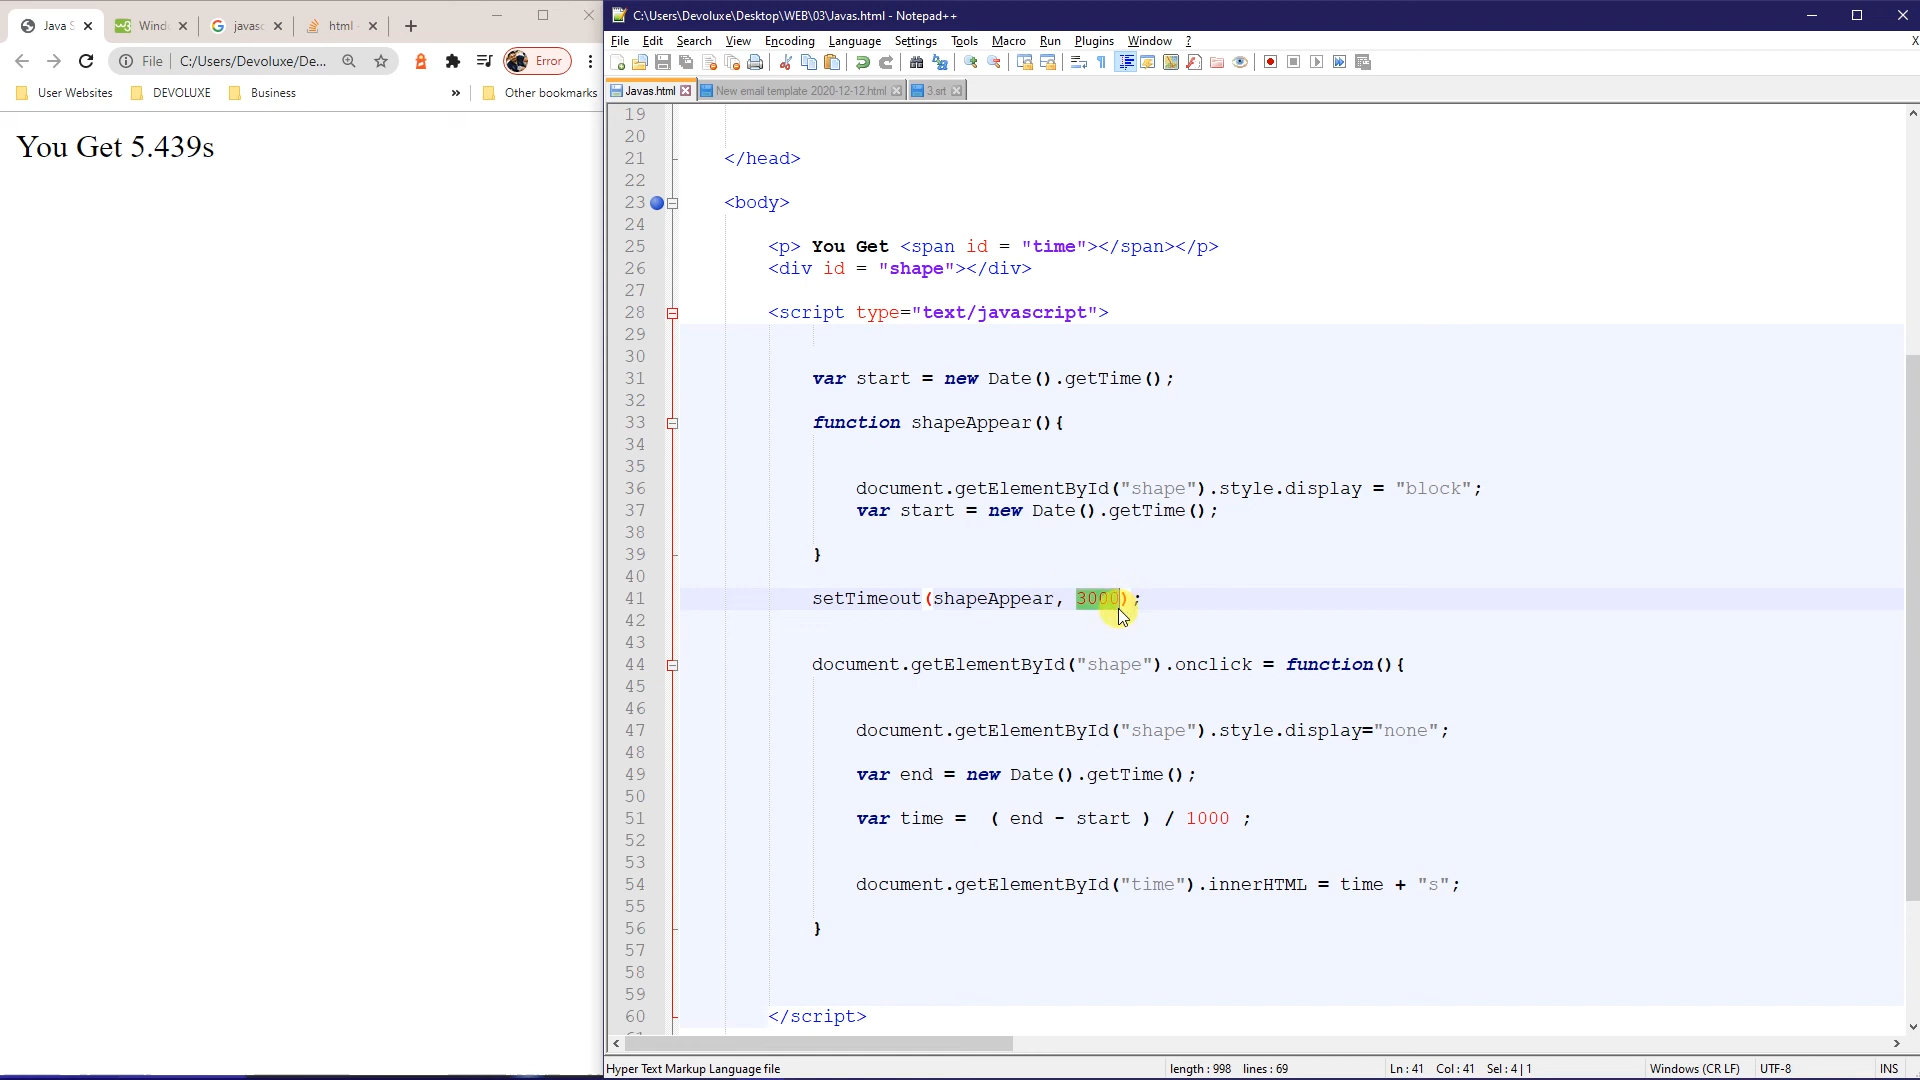 Java S
Wind
javasc
html -
File
C:/Users/Devoluxe/De...
Error
User Websites
DEVOLUXE
Business
»
Other bookmarks
You Get 5.439s
C:\Users\Devoluxe\Desktop\WEB\03\Javas.html - Notepad++
File Edit Search View Encoding Language Settings Tools Macro Run Plugins Window ?
X
Javas.html
New email template 2020-12-12.html
3.srt
19
20
21 </head>
22
23 <body>
24
25 <p> You Get <span id = "time"></span></p>
26 <div id = "shape"></div>
27
28 <script type="text/javascript">
29
30
31 var start = new Date().getTime();
32
33 function shapeAppear(){
34
35
36 document.getElementById("shape").style.display = "block";
37 var start = new Date().getTime();
38
39 }
40
41 setTimeout(shapeAppear, 3000);
42
43
44 document.getElementById("shape").onclick = function(){
45
46
47 document.getElementById("shape").style.display="none";
48
49 var end = new Date().getTime();
50
51 var time = ( end - start ) / 1000 ;
52
53
54 document.getElementById("time").innerHTML = time + "s";
55
56 }
57
58
59
60 </script>
Hyper Text Markup Language file
length : 998 lines : 69
Ln : 41 Col : 41 Sel : 4 | 1
Windows (CR LF)
UTF-8
INS